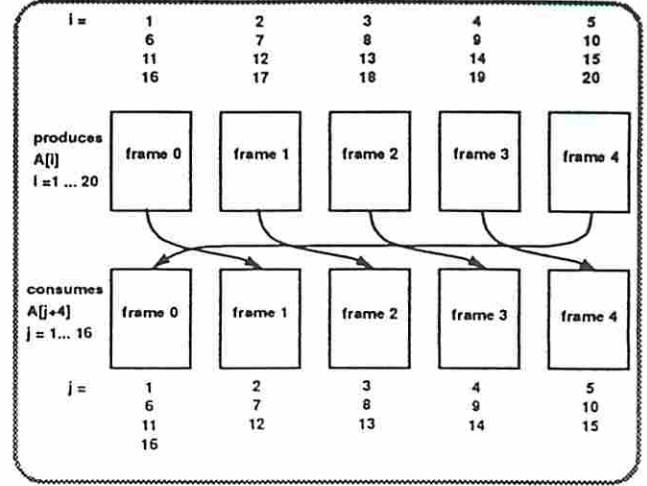 i = 1 2 3 4 5
6 7 8 9 10
11 12 13 14 15
16 17 18 19 20
produces
A[i]
i =1 ... 20
frame 0 frame 1 frame 2 frame 3 frame 4
consumes
A[j+4]
j = 1... 16
frame 0 frame 1 frame 2 frame 3 frame 4
j = 1 2 3 4 5
6 7 8 9 10
11 12 13 14 15
16